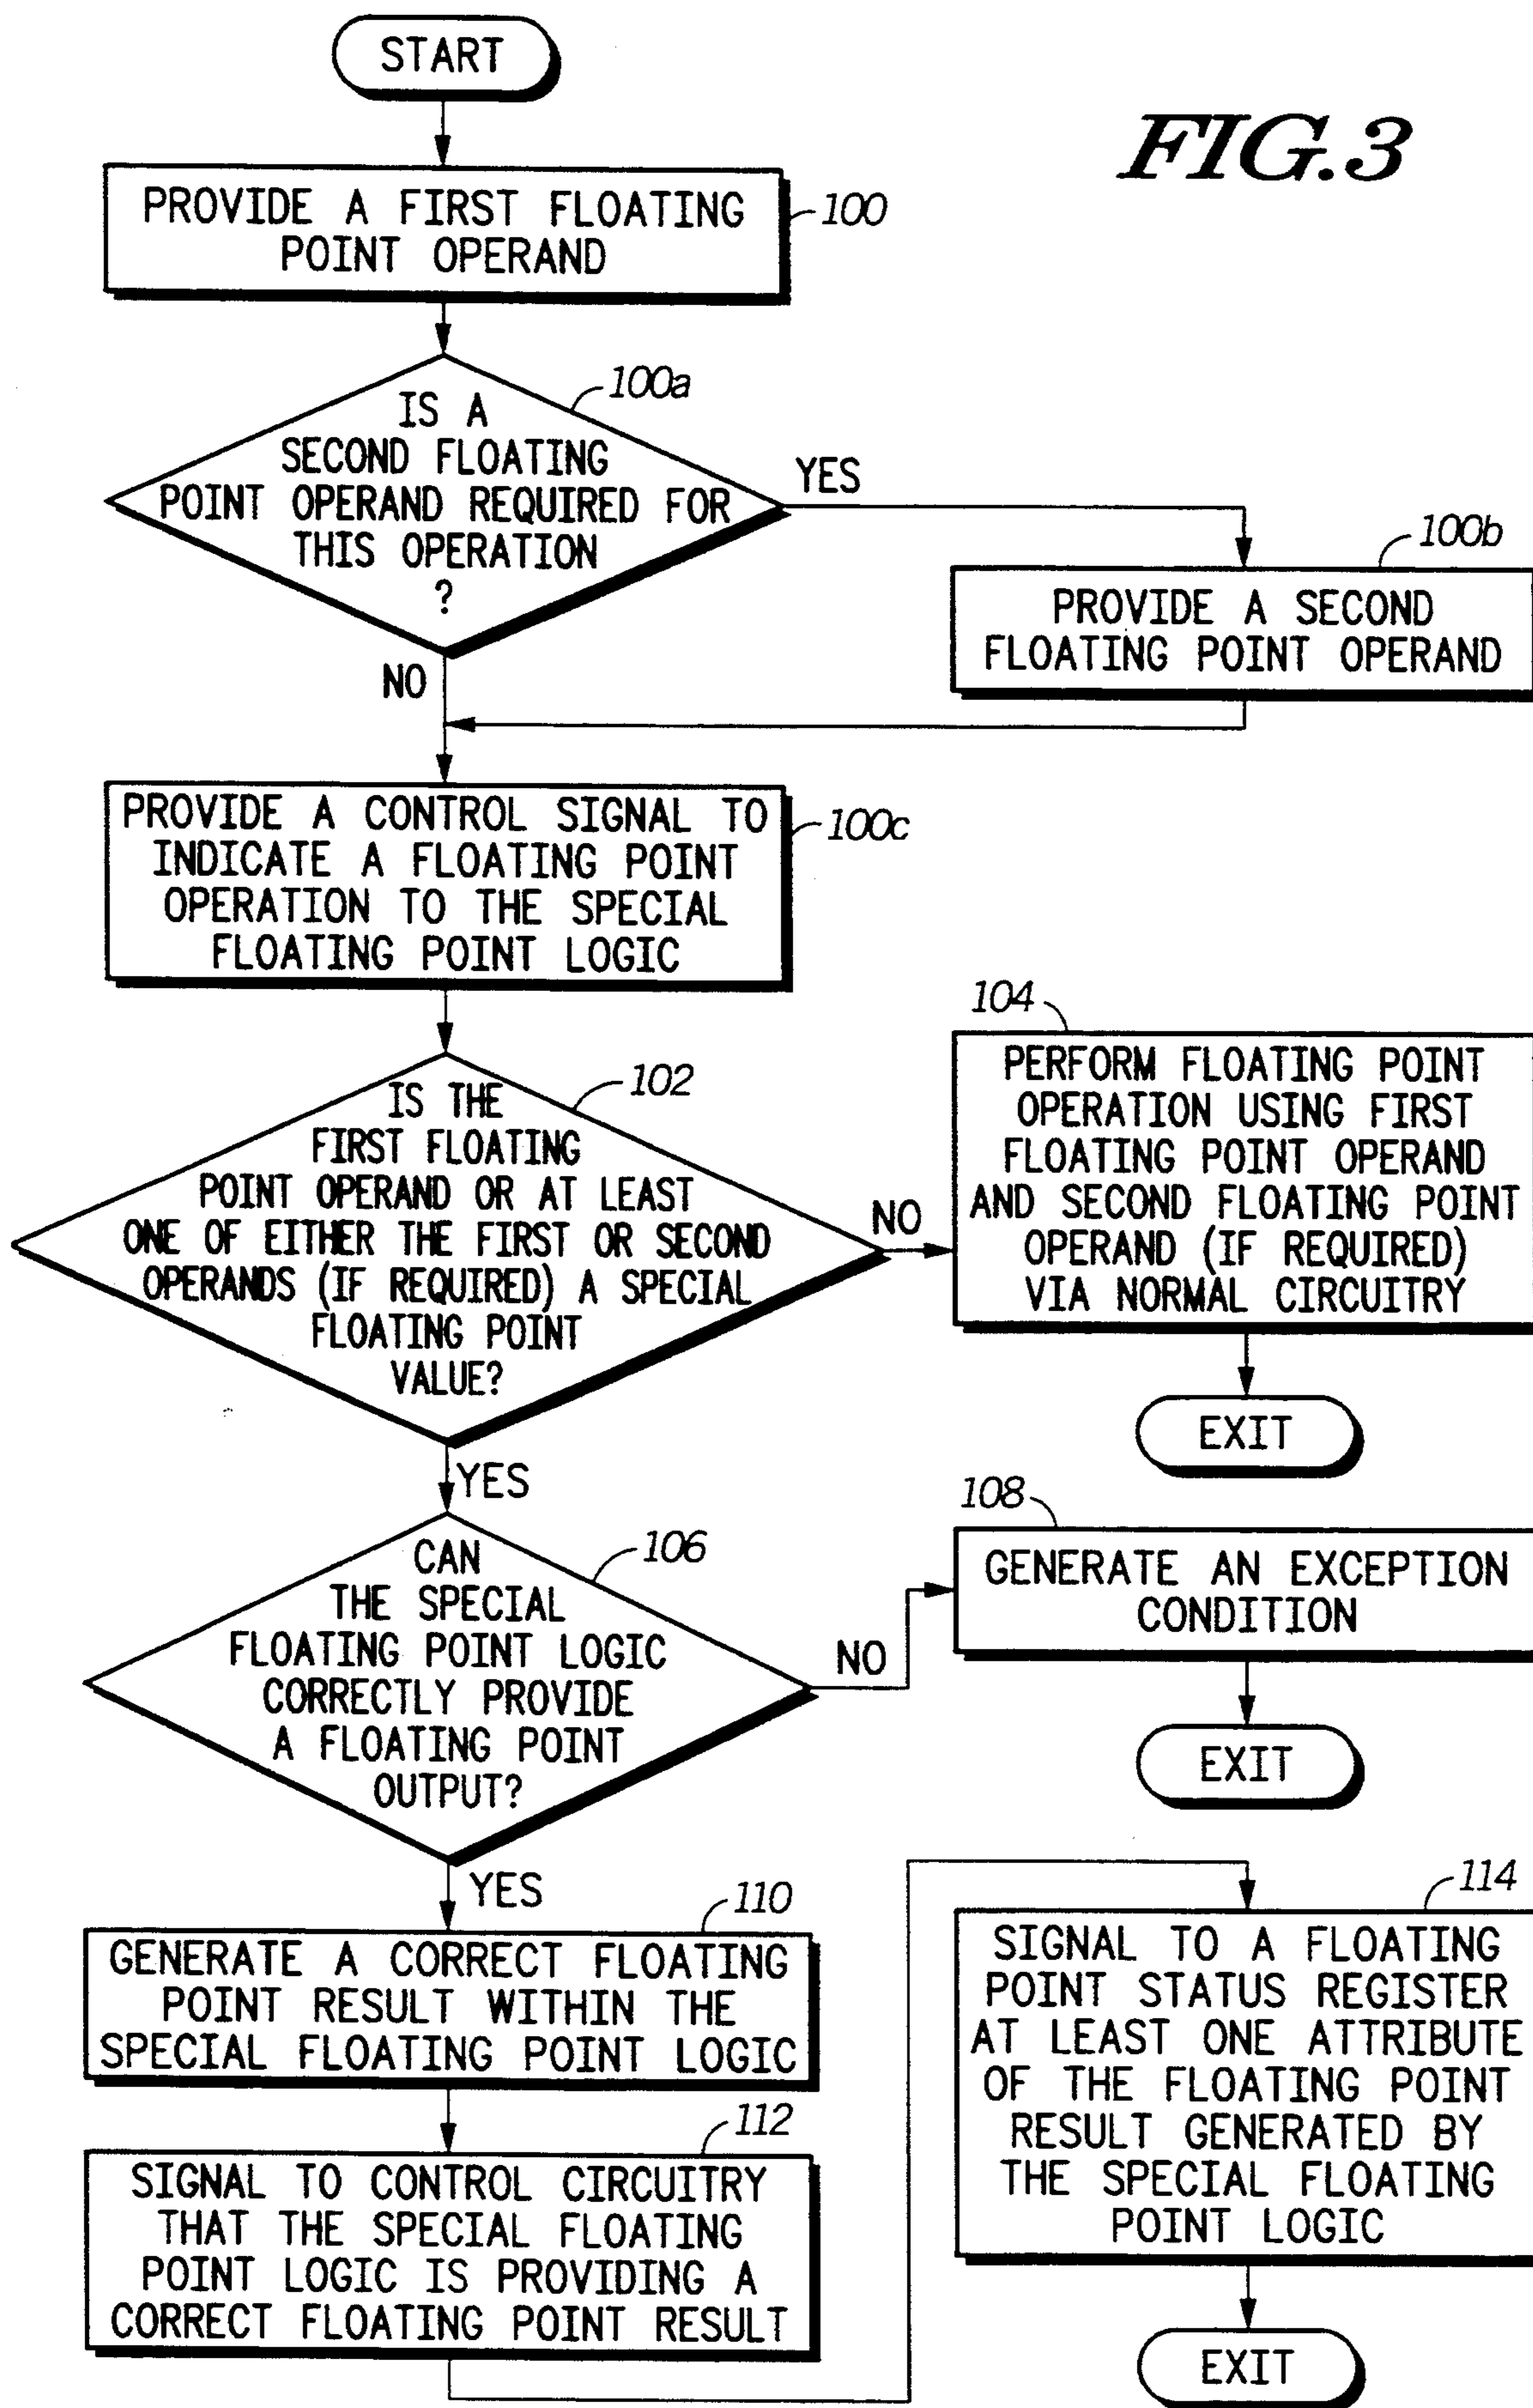 START
FIG.3
PROVIDE A FIRST FLOATING
POINT OPERAND
100
100a
IS A
SECOND FLOATING
POINT OPERAND REQUIRED FOR
THIS OPERATION
?
YES
100b
PROVIDE A SECOND
FLOATING POINT OPERAND
NO
PROVIDE A CONTROL SIGNAL TO
INDICATE A FLOATING POINT
OPERATION TO THE SPECIAL
FLOATING POINT LOGIC
100c
102
IS THE
FIRST FLOATING
POINT OPERAND OR AT LEAST
ONE OF EITHER THE FIRST OR SECOND
OPERANDS (IF REQUIRED) A SPECIAL
FLOATING POINT
VALUE?
NO
104
PERFORM FLOATING POINT
OPERATION USING FIRST
FLOATING POINT OPERAND
AND SECOND FLOATING POINT
OPERAND (IF REQUIRED)
VIA NORMAL CIRCUITRY
EXIT
YES
106
CAN
THE SPECIAL
FLOATING POINT LOGIC
CORRECTLY PROVIDE
A FLOATING POINT
OUTPUT?
NO
108
GENERATE AN EXCEPTION
CONDITION
EXIT
YES
110
GENERATE A CORRECT FLOATING
POINT RESULT WITHIN THE
SPECIAL FLOATING POINT LOGIC
112
SIGNAL TO CONTROL CIRCUITRY
THAT THE SPECIAL FLOATING
POINT LOGIC IS PROVIDING A
CORRECT FLOATING POINT RESULT
114
SIGNAL TO A FLOATING
POINT STATUS REGISTER
AT LEAST ONE ATTRIBUTE
OF THE FLOATING POINT
RESULT GENERATED BY
THE SPECIAL FLOATING
POINT LOGIC
EXIT